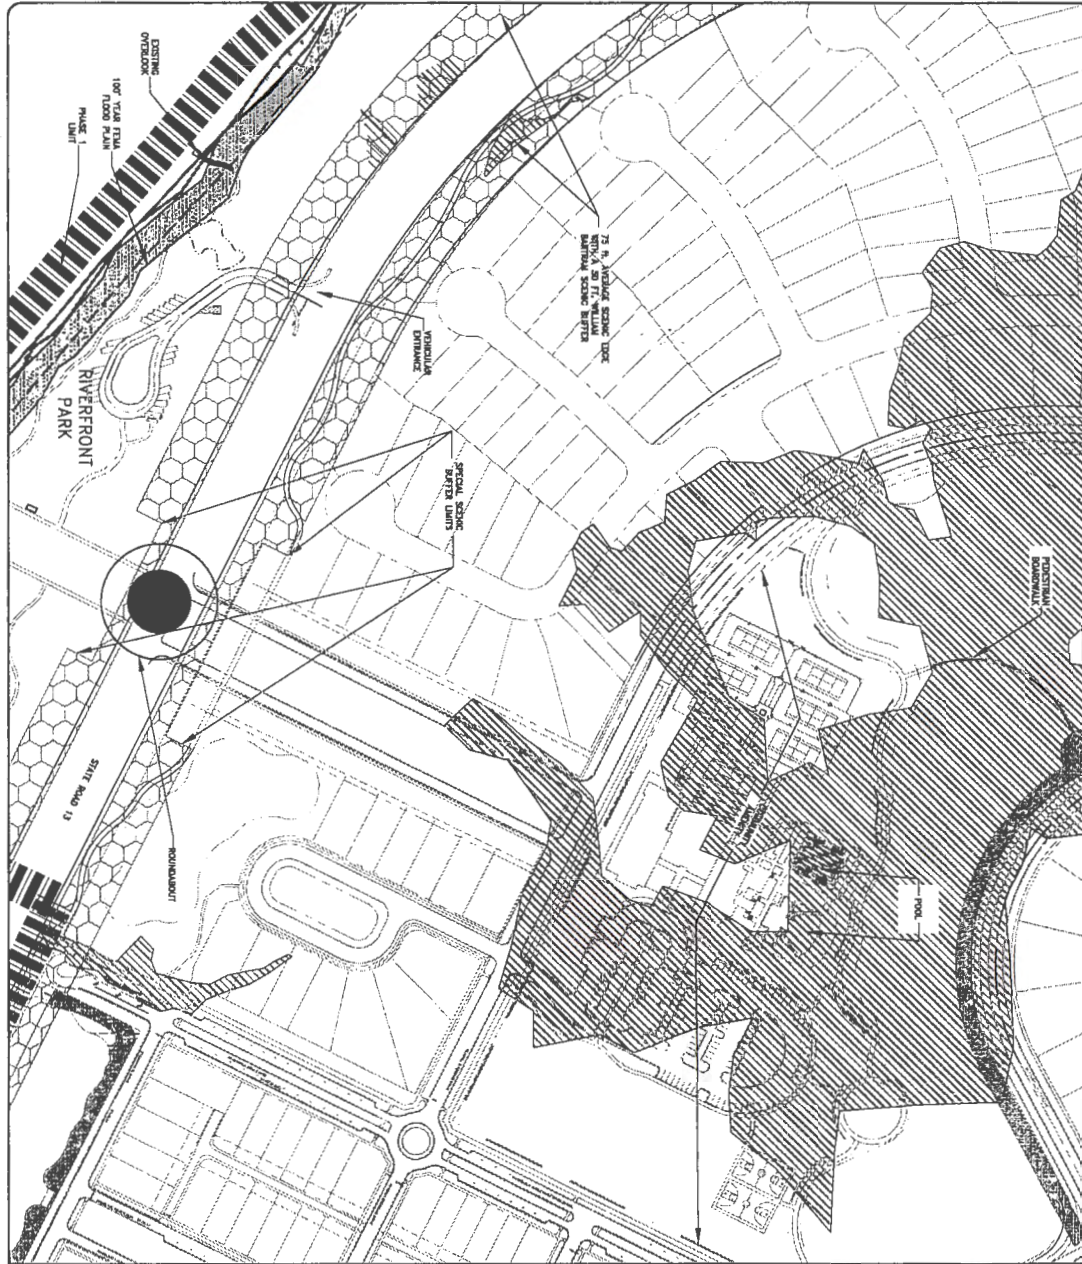 EXISTING
OVERLOOK
100' YEAR FEMA
FLOOD PLAIN
PHASE 1
LIMIT
RIVERFRONT
PARK
VEHICULAR
ENTRANCE
75 ft. AVERAGE SCENIC EDGE
WITH A 50 FT. WILLIAM
BARTRAM SCENIC BUFFER
SPECIAL SCENIC
BUFFER LIMITS
PEDESTRIAN
BOARDWALK
POOL
ROUNDABOUT
STATE ROAD 13